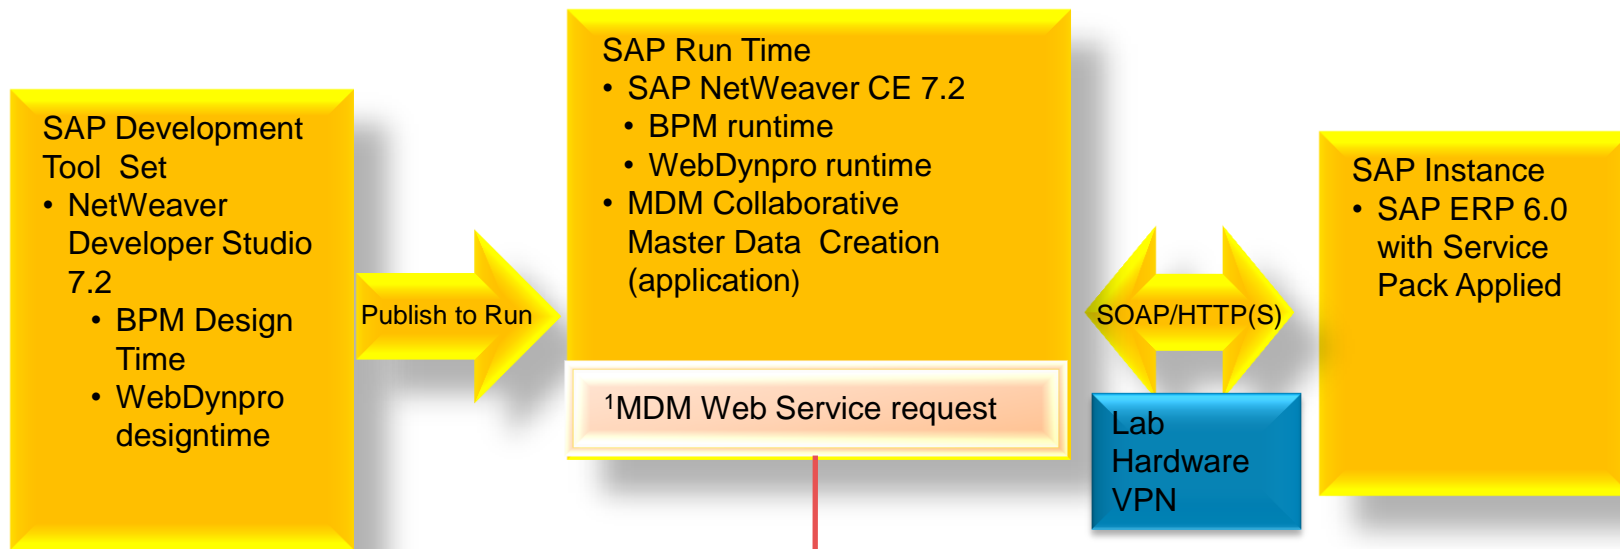 SAP Development
Tool Set
• NetWeaver
Developer Studio
7.2
• BPM Design
Time
• WebDynpro
designtime
Publish to Run
SAP Run Time
• SAP NetWeaver CE 7.2
• BPM runtime
• WebDynpro runtime
• MDM Collaborative
Master Data Creation
(application)
¹MDM Web Service request
SOAP/HTTP(S)
Lab
Hardware
VPN
SAP Instance
• SAP ERP 6.0
with Service
Pack Applied